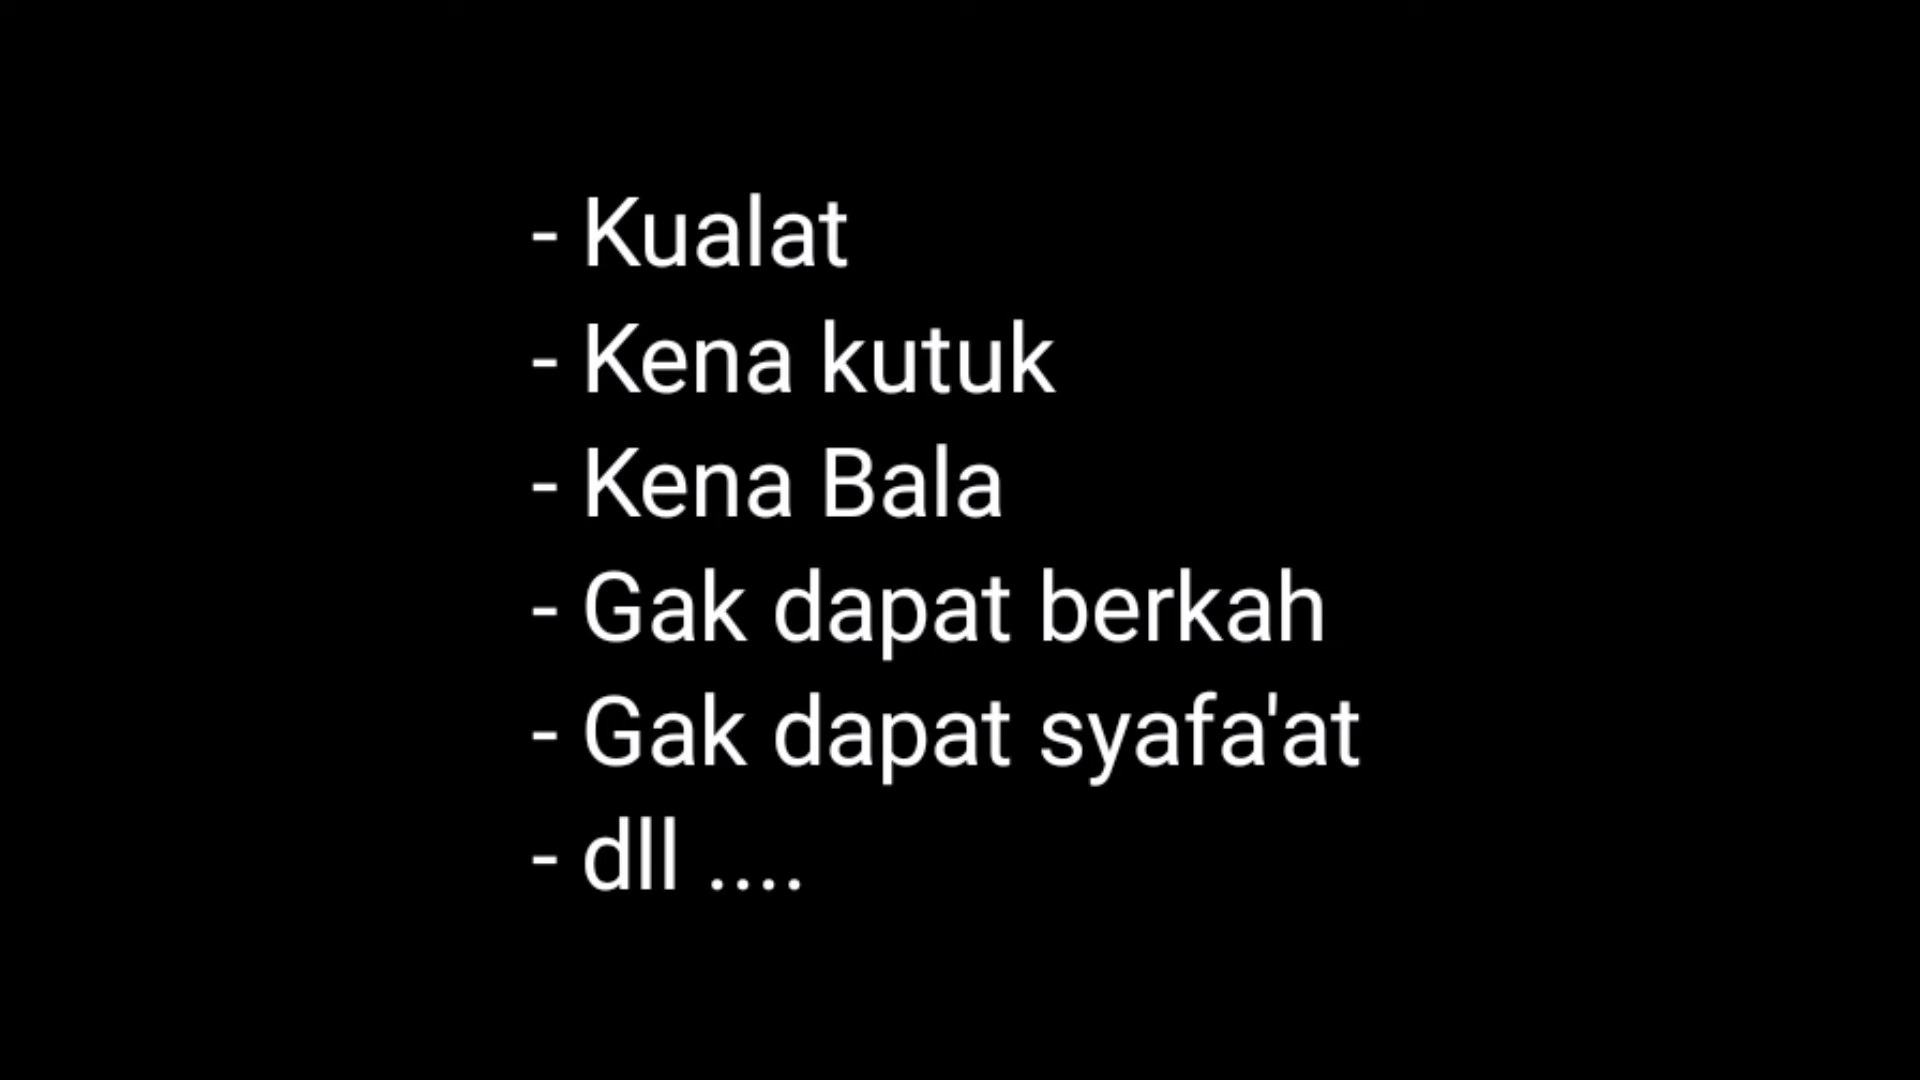 - Kualat
- Kena kutuk
- Kena Bala
- Gak dapat berkah
- Gak dapat syafa'at
- dll ....